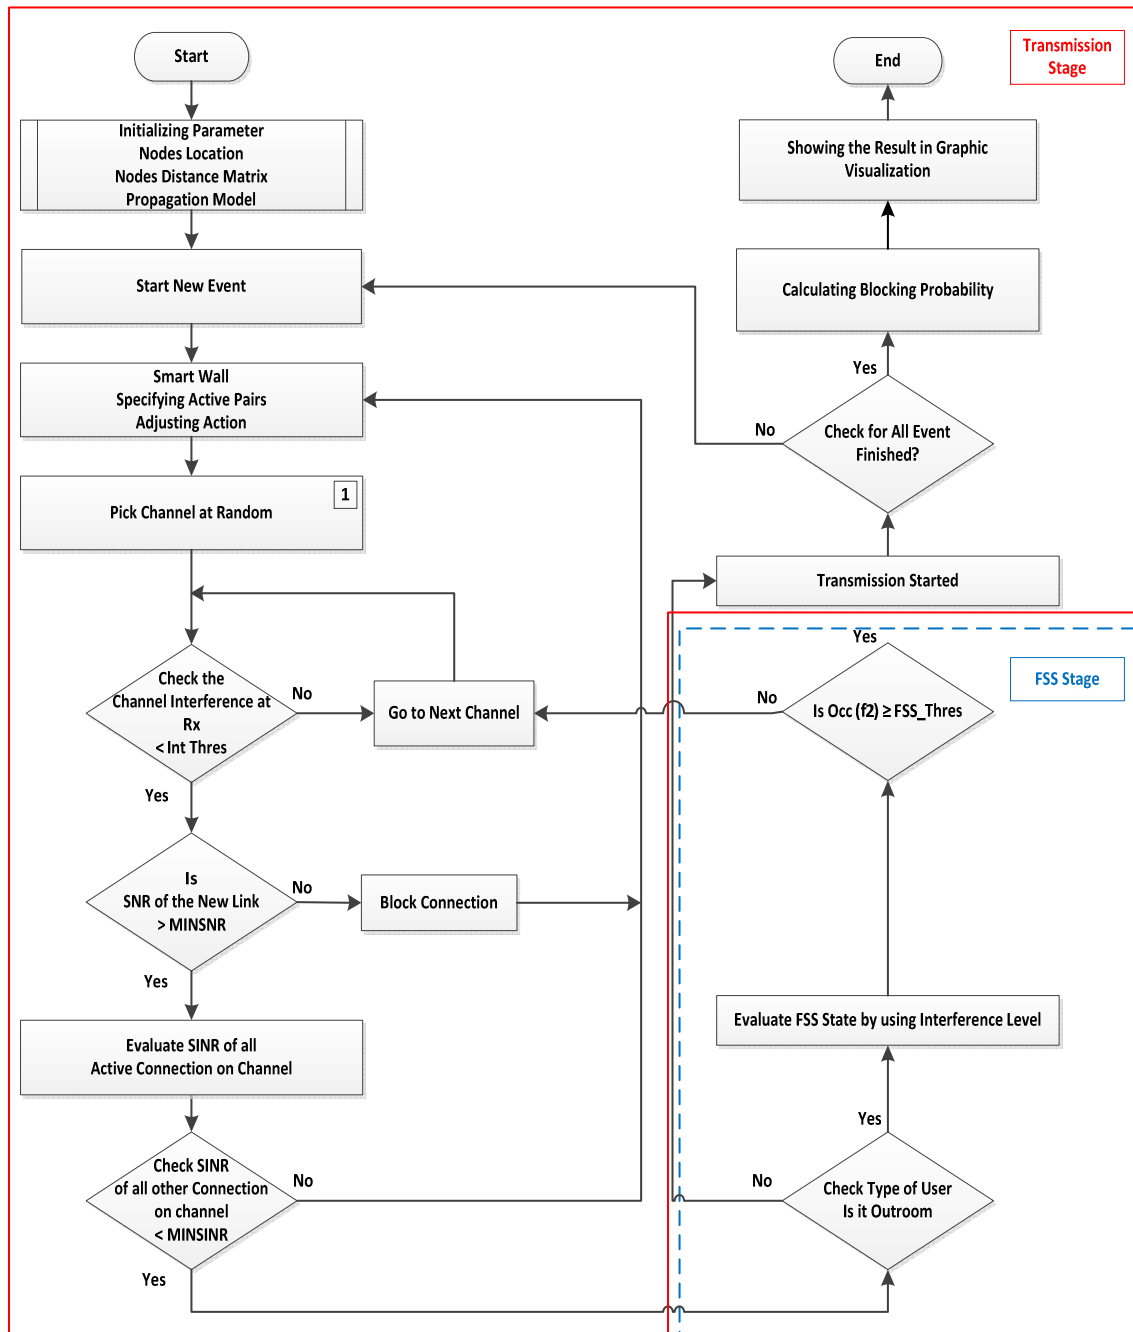 Start
Initializing Parameter
Nodes Location
Nodes Distance Matrix
Propagation Model
Start New Event
Smart Wall
Specifying Active Pairs
Adjusting Action
Pick Channel at Random
1
Check the
Channel Interference at
Rx
< Int Thres
No
Go to Next Channel
Yes
Is
SNR of the New Link
> MINSNR
No
Block Connection
Yes
Evaluate SINR of all
Active Connection on Channel
Check SINR
of all other Connection
on channel
< MINSINR
No
Yes
Transmission
Stage
End
Showing the Result in Graphic
Visualization
Calculating Blocking Probability
Yes
Check for All Event
Finished?
No
Transmission Started
Yes
FSS Stage
No
Is Occ (f2) ≥ FSS_Thres
Evaluate FSS State by using Interference Level
Yes
No
Check Type of User
Is it Outroom